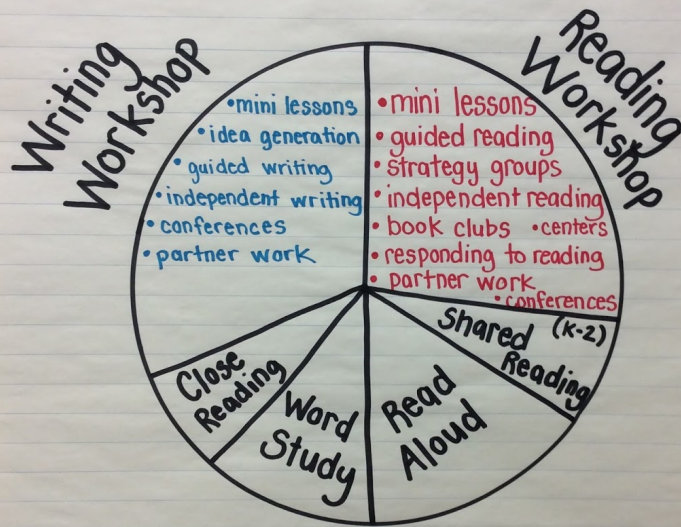 Writing
Workshop
• mini lessons
• idea generation
• guided writing
• independent writing
• conferences
• partner work
Reading
Workshop
• mini lessons
• guided reading
• strategy groups
• independent reading
• book clubs • centers
• responding to reading
• partner work
• conferences
Shared (K-2)
Reading
Read
Aloud
Word
Study
Close
Reading